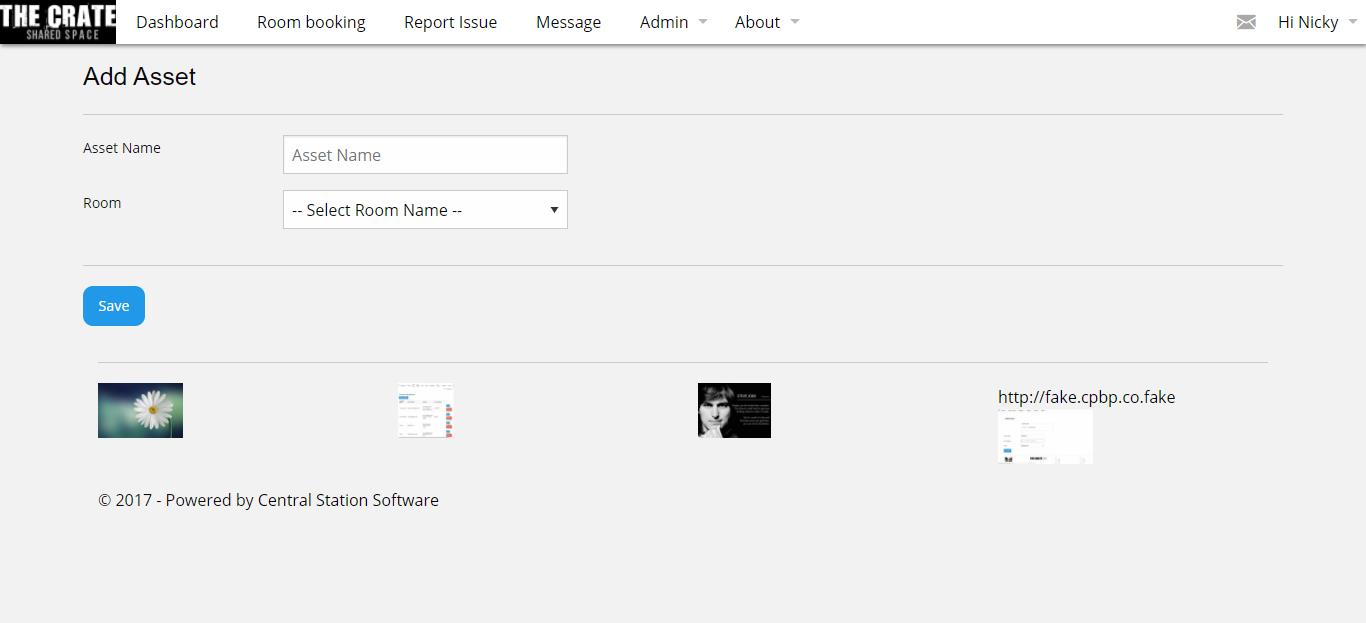 THE CRATE
SHARED SPACE
Dashboard
Room booking
Report Issue
Message
Admin
About
Hi Nicky
Add Asset
Asset Name
Asset Name
Room
-- Select Room Name --
Save
http://fake.cpbp.co.fake
© 2017 - Powered by Central Station Software